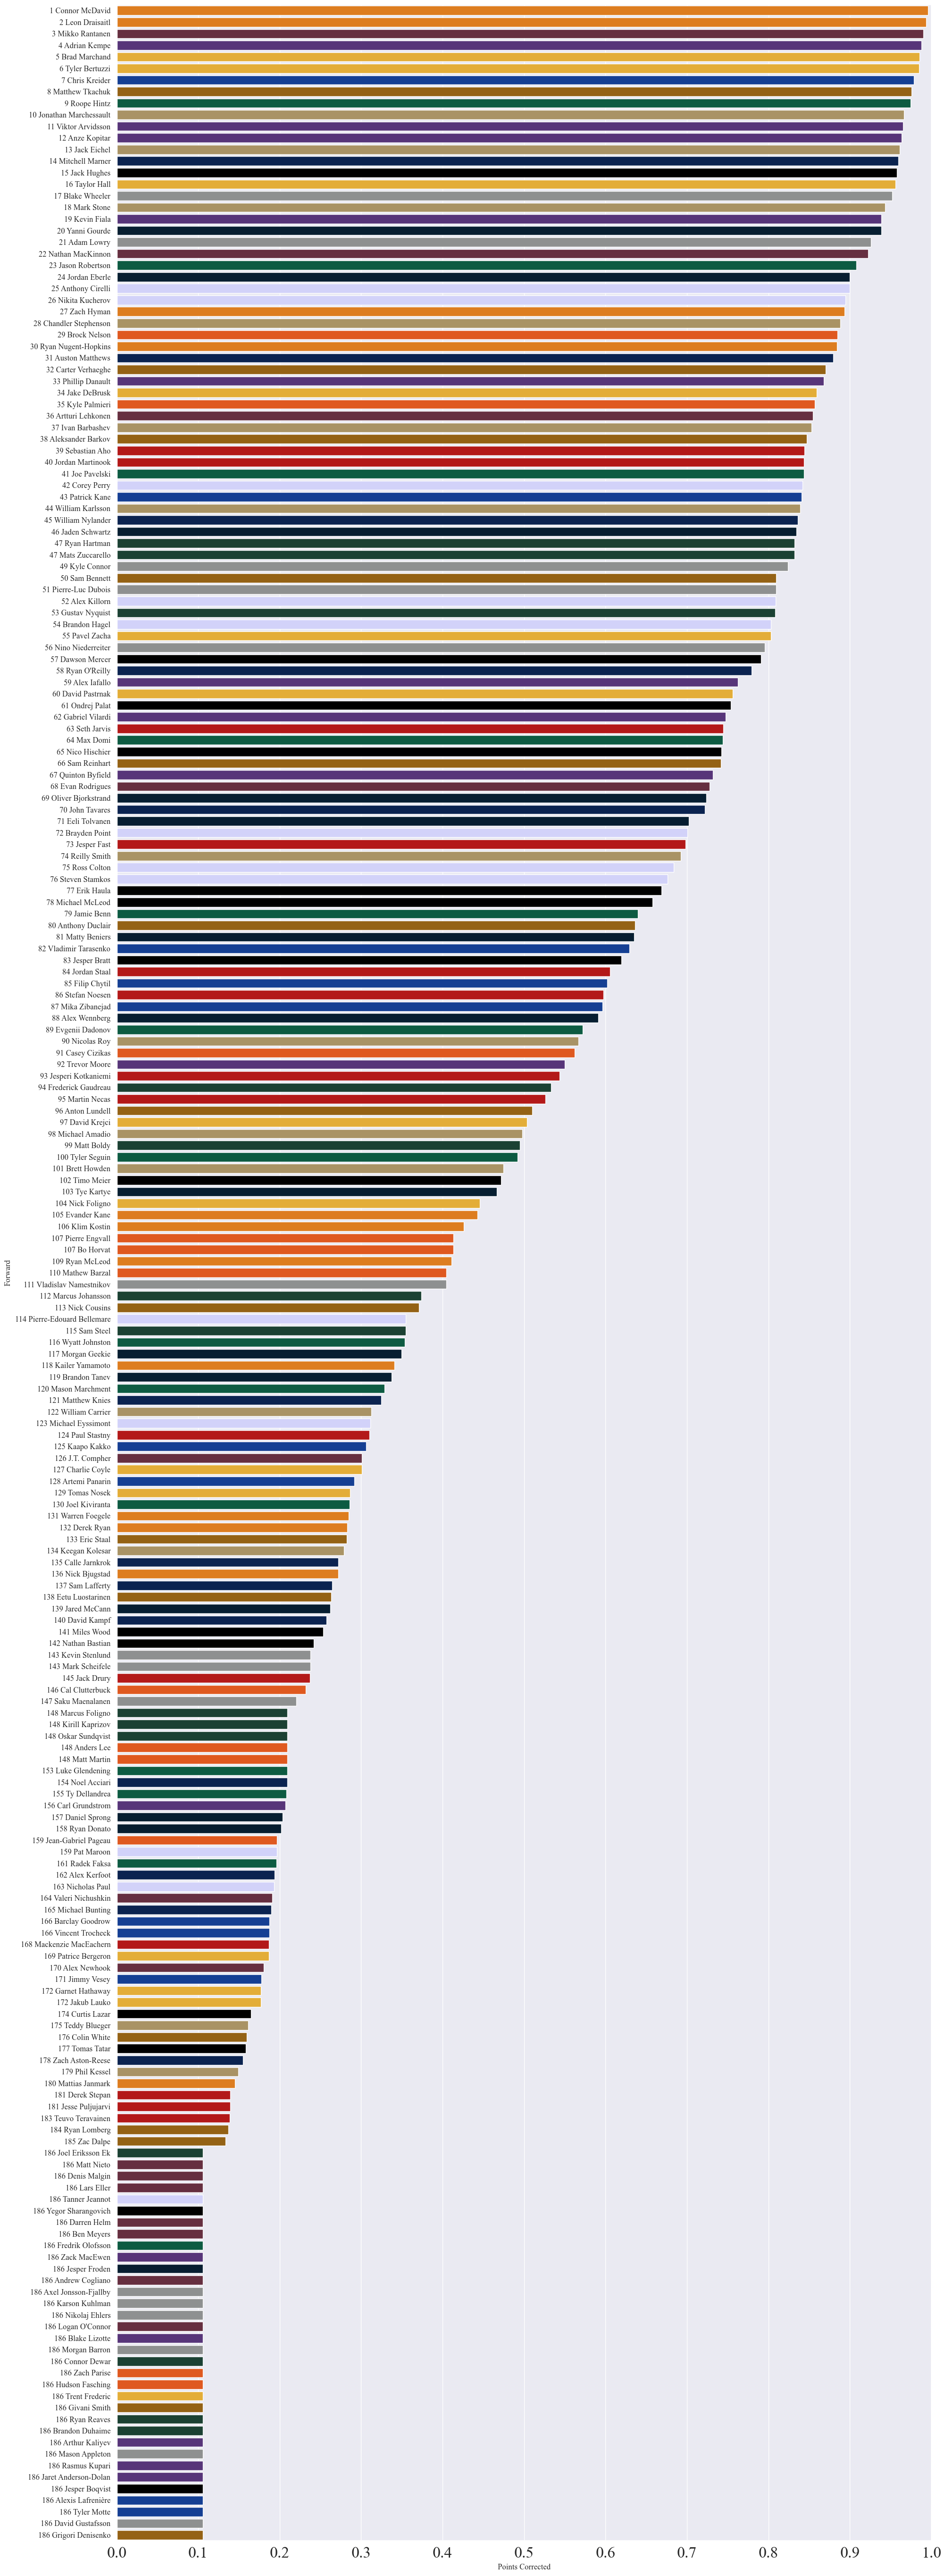 1 Connor McDavid
2 Leon Draisaitl
3 Mikko Rantanen
4 Adrian Kempe
5 Brad Marchand
6 Tyler Bertuzzi
7 Chris Kreider
8 Matthew Tkachuk
9 Roope Hintz
10 Jonathan Marchessault
11 Viktor Arvidsson
12 Anze Kopitar
13 Jack Eichel
14 Mitchell Marner
15 Jack Hughes
16 Taylor Hall
17 Blake Wheeler
18 Mark Stone
19 Kevin Fiala
20 Yanni Gourde
21 Adam Lowry
22 Nathan MacKinnon
23 Jason Robertson
24 Jordan Eberle
25 Anthony Cirelli
26 Nikita Kucherov
27 Zach Hyman
28 Chandler Stephenson
29 Brock Nelson
30 Ryan Nugent-Hopkins
31 Auston Matthews
32 Carter Verhaeghe
33 Phillip Danault
34 Jake DeBrusk
35 Kyle Palmieri
36 Artturi Lehkonen
37 Ivan Barbashev
38 Aleksander Barkov
39 Sebastian Aho
40 Jordan Martinook
41 Joe Pavelski
42 Corey Perry
43 Patrick Kane
44 William Karlsson
45 William Nylander
46 Jaden Schwartz
47 Ryan Hartman
47 Mats Zuccarello
49 Kyle Connor
50 Sam Bennett
51 Pierre-Luc Dubois
52 Alex Killorn
53 Gustav Nyquist
54 Brandon Hagel
55 Pavel Zacha
56 Nino Niederreiter
57 Dawson Mercer
58 Ryan O'Reilly
59 Alex Iafallo
60 David Pastrnak
61 Ondrej Palat
62 Gabriel Vilardi
63 Seth Jarvis
64 Max Domi
65 Nico Hischier
66 Sam Reinhart
67 Quinton Byfield
68 Evan Rodrigues
69 Oliver Bjorkstrand
70 John Tavares
71 Eeli Tolvanen
72 Brayden Point
73 Jesper Fast
74 Reilly Smith
75 Ross Colton
76 Steven Stamkos
77 Erik Haula
78 Michael McLeod
79 Jamie Benn
80 Anthony Duclair
81 Matty Beniers
82 Vladimir Tarasenko
83 Jesper Bratt
84 Jordan Staal
85 Filip Chytil
86 Stefan Noesen
87 Mika Zibanejad
88 Alex Wennberg
89 Evgenii Dadonov
90 Nicolas Roy
91 Casey Cizikas
92 Trevor Moore
93 Jesperi Kotkaniemi
94 Frederick Gaudreau
95 Martin Necas
96 Anton Lundell
97 David Krejci
98 Michael Amadio
99 Matt Boldy
100 Tyler Seguin
101 Brett Howden
102 Timo Meier
103 Tye Kartye
104 Nick Foligno
105 Evander Kane
106 Klim Kostin
107 Pierre Engvall
107 Bo Horvat
109 Ryan McLeod
110 Mathew Barzal
111 Vladislav Namestnikov
112 Marcus Johansson
113 Nick Cousins
114 Pierre-Edouard Bellemare
115 Sam Steel
116 Wyatt Johnston
117 Morgan Geekie
118 Kailer Yamamoto
119 Brandon Tanev
120 Mason Marchment
121 Matthew Knies
122 William Carrier
123 Michael Eyssimont
124 Paul Stastny
125 Kaapo Kakko
126 J.T. Compher
127 Charlie Coyle
128 Artemi Panarin
129 Tomas Nosek
130 Joel Kiviranta
131 Warren Foegele
132 Derek Ryan
133 Eric Staal
134 Keegan Kolesar
135 Calle Jarnkrok
136 Nick Bjugstad
137 Sam Lafferty
138 Eetu Luostarinen
139 Jared McCann
140 David Kampf
141 Miles Wood
142 Nathan Bastian
143 Kevin Stenlund
143 Mark Scheifele
145 Jack Drury
146 Cal Clutterbuck
147 Saku Maenalanen
148 Marcus Foligno
148 Kirill Kaprizov
148 Oskar Sundqvist
148 Anders Lee
148 Matt Martin
153 Luke Glendening
154 Noel Acciari
155 Ty Dellandrea
156 Carl Grundstrom
157 Daniel Sprong
158 Ryan Donato
159 Jean-Gabriel Pageau
159 Pat Maroon
161 Radek Faksa
162 Alex Kerfoot
163 Nicholas Paul
164 Valeri Nichushkin
165 Michael Bunting
166 Barclay Goodrow
166 Vincent Trocheck
168 Mackenzie MacEachern
169 Patrice Bergeron
170 Alex Newhook
171 Jimmy Vesey
172 Garnet Hathaway
172 Jakub Lauko
174 Curtis Lazar
175 Teddy Blueger
176 Colin White
177 Tomas Tatar
178 Zach Aston-Reese
179 Phil Kessel
180 Mattias Janmark
181 Derek Stepan
181 Jesse Puljujarvi
183 Teuvo Teravainen
184 Ryan Lomberg
185 Zac Dalpe
186 Joel Eriksson Ek
186 Matt Nieto
186 Denis Malgin
186 Lars Eller
186 Tanner Jeannot
186 Yegor Sharangovich
186 Darren Helm
186 Ben Meyers
186 Fredrik Olofsson
186 Zack MacEwen
186 Jesper Froden
186 Andrew Cogliano
186 Axel Jonsson-Fjallby
186 Karson Kuhlman
186 Nikolaj Ehlers
186 Logan O'Connor
186 Blake Lizotte
186 Morgan Barron
186 Connor Dewar
186 Zach Parise
186 Hudson Fasching
186 Trent Frederic
186 Givani Smith
186 Ryan Reaves
186 Brandon Duhaime
186 Arthur Kaliyev
186 Mason Appleton
186 Rasmus Kupari
186 Jaret Anderson-Dolan
186 Jesper Boqvist
186 Alexis Lafrenière
186 Tyler Motte
186 David Gustafsson
186 Grigori Denisenko
Forward
0.0 0.1 0.2 0.3 0.4 0.5 0.6 0.7 0.8 0.9 1.0
Points Corrected